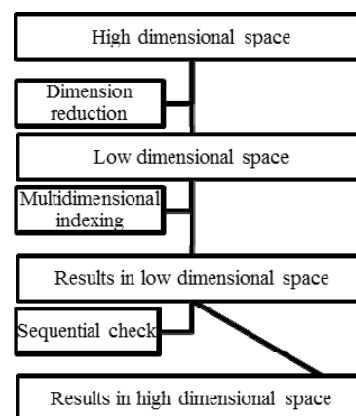 High dimensional space
Dimension
reduction
Low dimensional space
Multidimensional
indexing
Results in low dimensional space
Sequential check
Results in high dimensional space